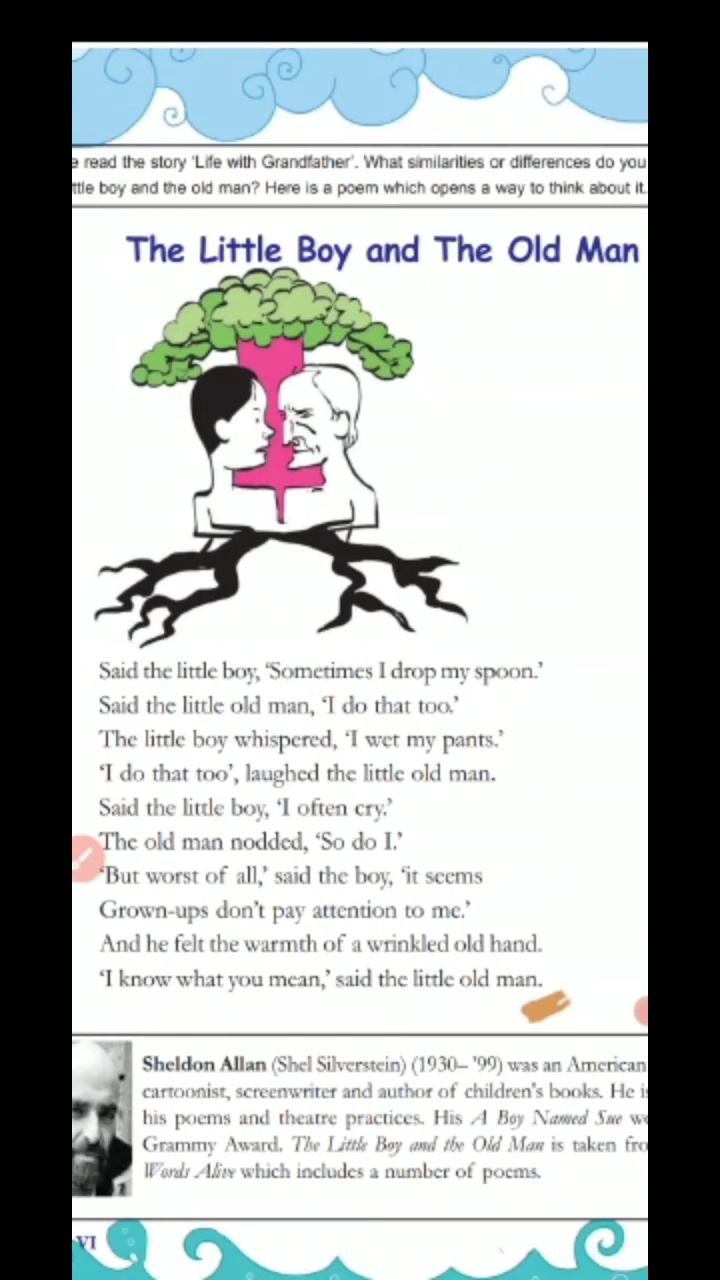 read the story 'Life with Grandfather'. What similarities or differences do you
boy and the old man? Here is a poem which opens a way to think about it.
The Little Boy and The Old Man
Said the little boy, 'Sometimes I drop my spoon.'
Said the little old man, 'I do that too.'
The little boy whispered, 'I wet my pants.'
'I do that too', laughed the little old man.
Said the little boy, 'I often cry.'
The old man nodded, 'So do I.'
'But worst of all,' said the boy, 'it seems
Grown-ups don't pay attention to me.'
And he felt the warmth of a wrinkled old hand.
'I know what you mean,' said the little old man.
Sheldon Allan (Shel Silverstein) (1930– '99) was an American
cartoonist, screenwriter and author of children's books. He
his poems and theatre practices. His A Boy Named Sue
Grammy Award. The Little Boy and the Old Man is taken
Words Alive which includes a number of poems.
VI